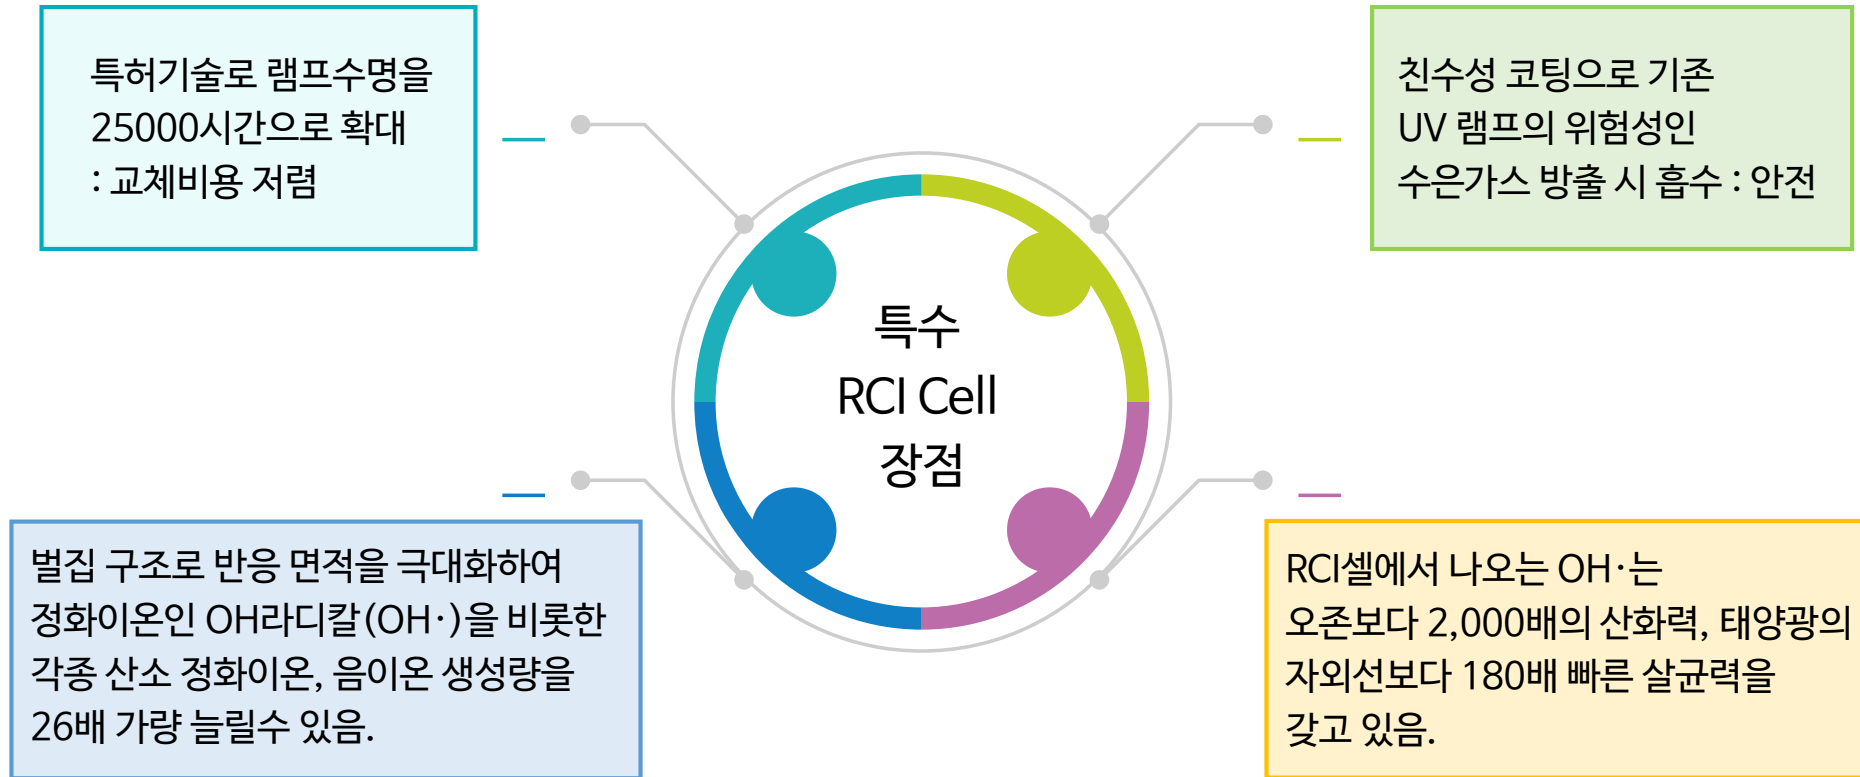 특허기술로 램프수명을
25000시간으로 확대
: 교체비용 저렴
친수성 코팅으로 기존
UV 램프의 위험성인
수은가스 방출 시 흡수 : 안전
특수
RCI Cell
장점
벌집 구조로 반응 면적을 극대화하여
정화이온인 OH라디칼(OH·)을 비롯한
각종 산소 정화이온, 음이온 생성량을
26배 가량 늘릴수 있음.
RCI셀에서 나오는 OH·는
오존보다 2,000배의 산화력, 태양광의
자외선보다 180배 빠른 살균력을
갖고 있음.